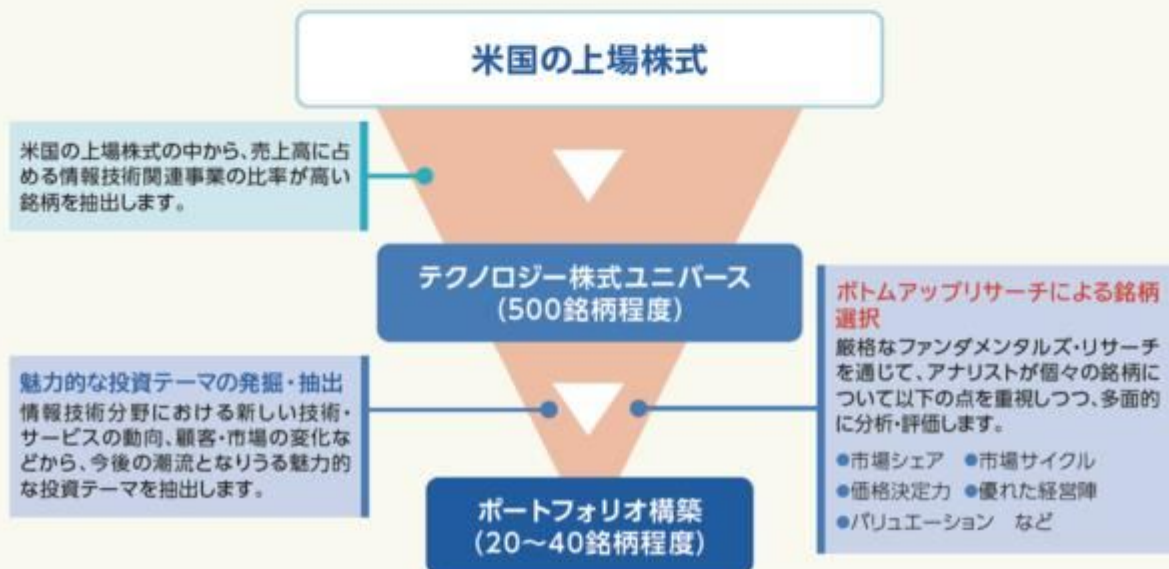 米国の上場株式
米国の上場株式の中から、売上高に占
める情報技術関連事業の比率が高い
銘柄を抽出します。
テクノロジー株式ユニバース
(500銘柄程度)
魅力的な投資テーマの発掘・抽出
情報技術分野における新しい技術・
サービスの動向、顧客・市場の変化な
どから、今後の潮流となりうる魅力的
な投資テーマを抽出します。
ボトムアップリサーチによる銘柄
選択
厳格なファンダメンタルズ・リサーチ
を通じて、アナリストが個々の銘柄に
ついて以下の点を重視しつつ、多面的
に分析・評価します。
●市場シェア ●市場サイクル
●価格決定力 ●優れた経営陣
●バリュエーション など
ポートフォリオ構築
(20～40銘柄程度)